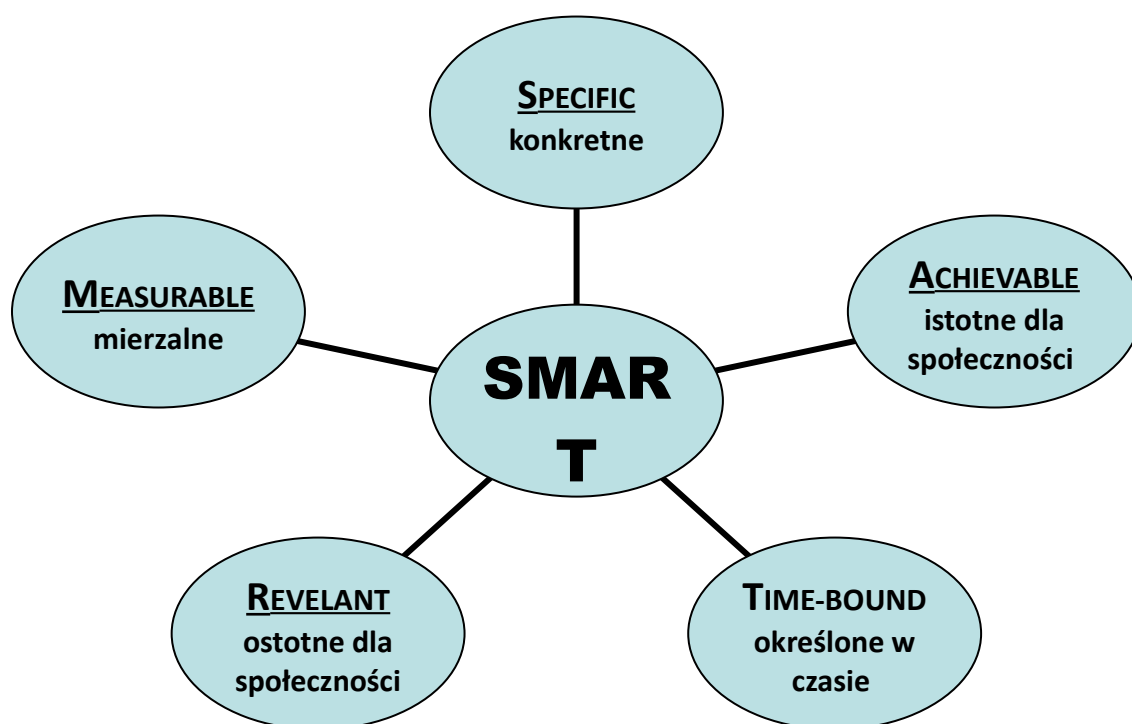 SPECIFIC
konkretne
MEASURABLE
mierzalne
ACHIEVABLE
istotne dla
społeczności
SMAR
T
REVELANT
ostotne dla
społeczności
TIME-BOUND
określone w
czasie